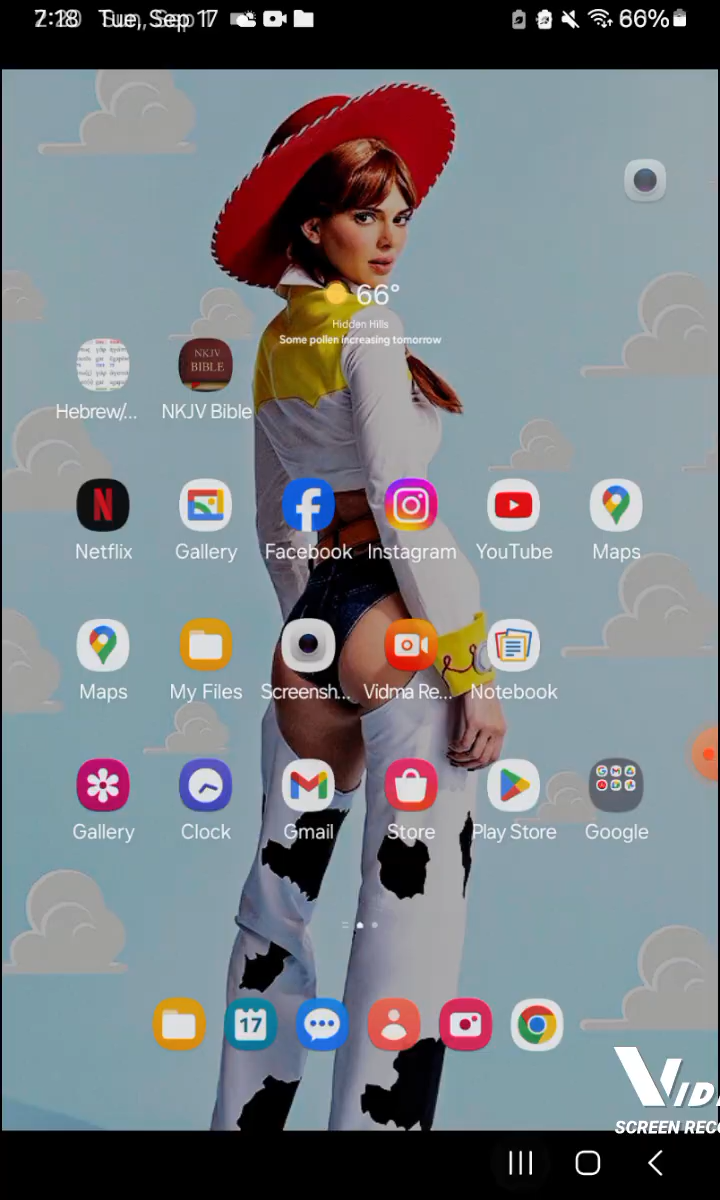 Tue, Sep 17
66%
66°
Hidden Hills
Some pollen increasing tomorrow
NKJV
BIBLE
Hebrew/...
NKJV Bible
N
Netflix
Gallery
Facebook
Instagram
YouTube
Maps
Maps
My Files
Screensh...
Vidma Re...
Notebook
Gallery
Clock
Gmail
Store
Play Store
Google
17
VID
SCREEN REC